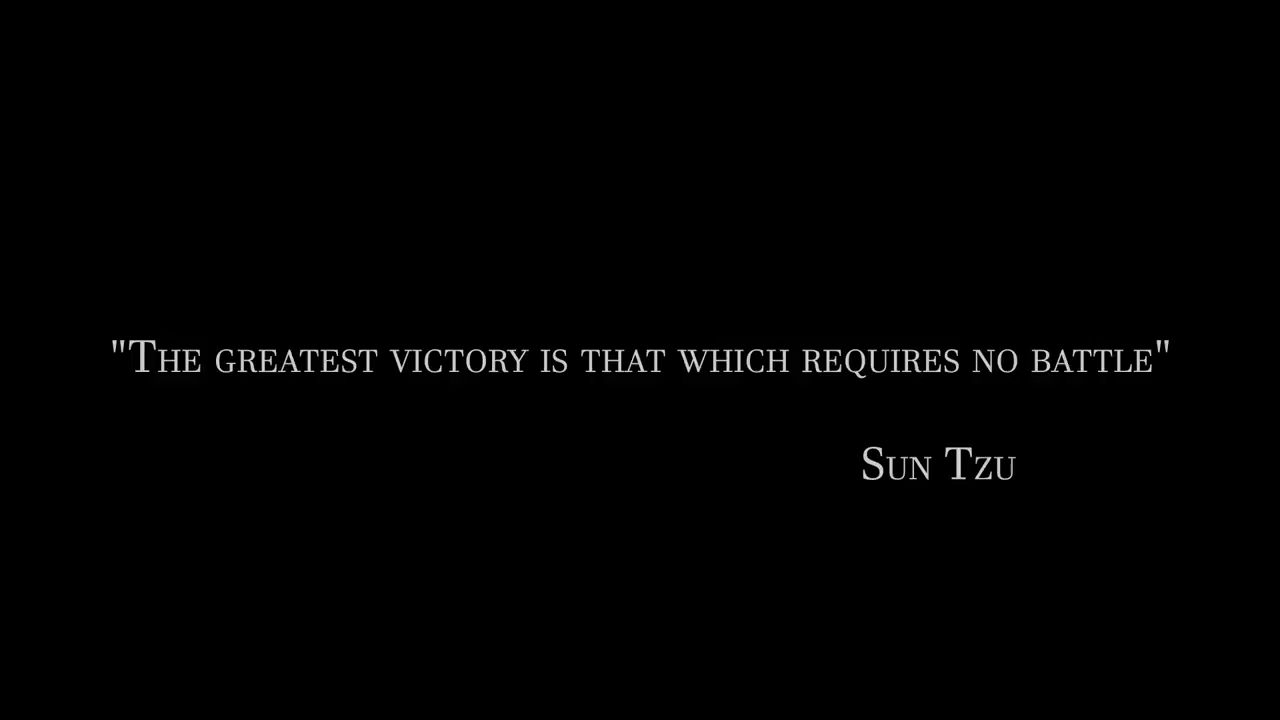 "The greatest victory is that which requires no battle"
Sun Tzu